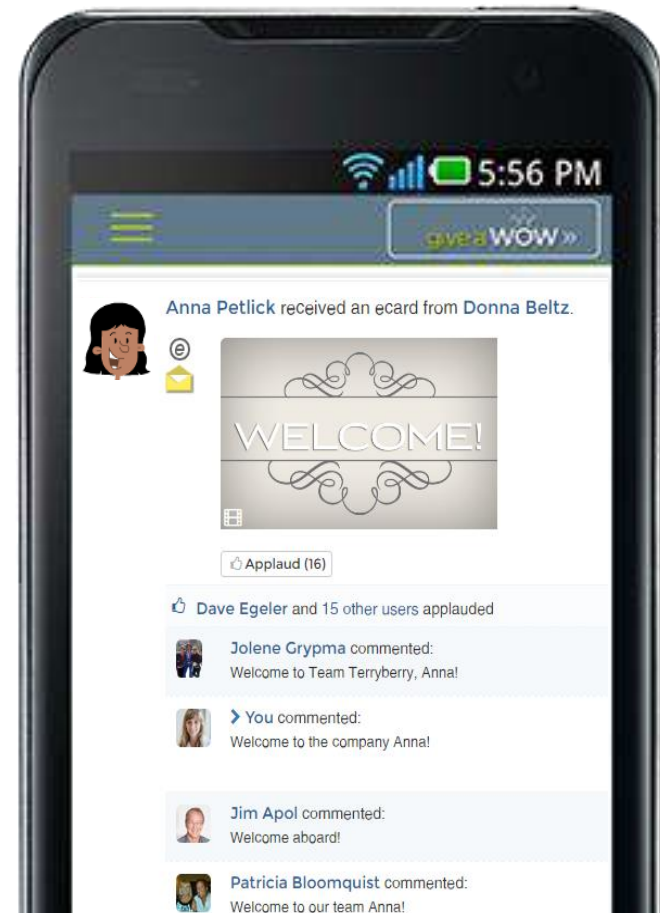 5:56 PM
give a WOW »
Anna Petlick received an ecard from Donna Beltz.
e
WELCOME!
Applaud (16)
Dave Egeler and 15 other users applauded
Jolene Grypma commented:
Welcome to Team Terryberry, Anna!
You commented:
Welcome to the company Anna!
Jim Apol commented:
Welcome aboard!
Patricia Bloomquist commented:
Welcome to our team Anna!